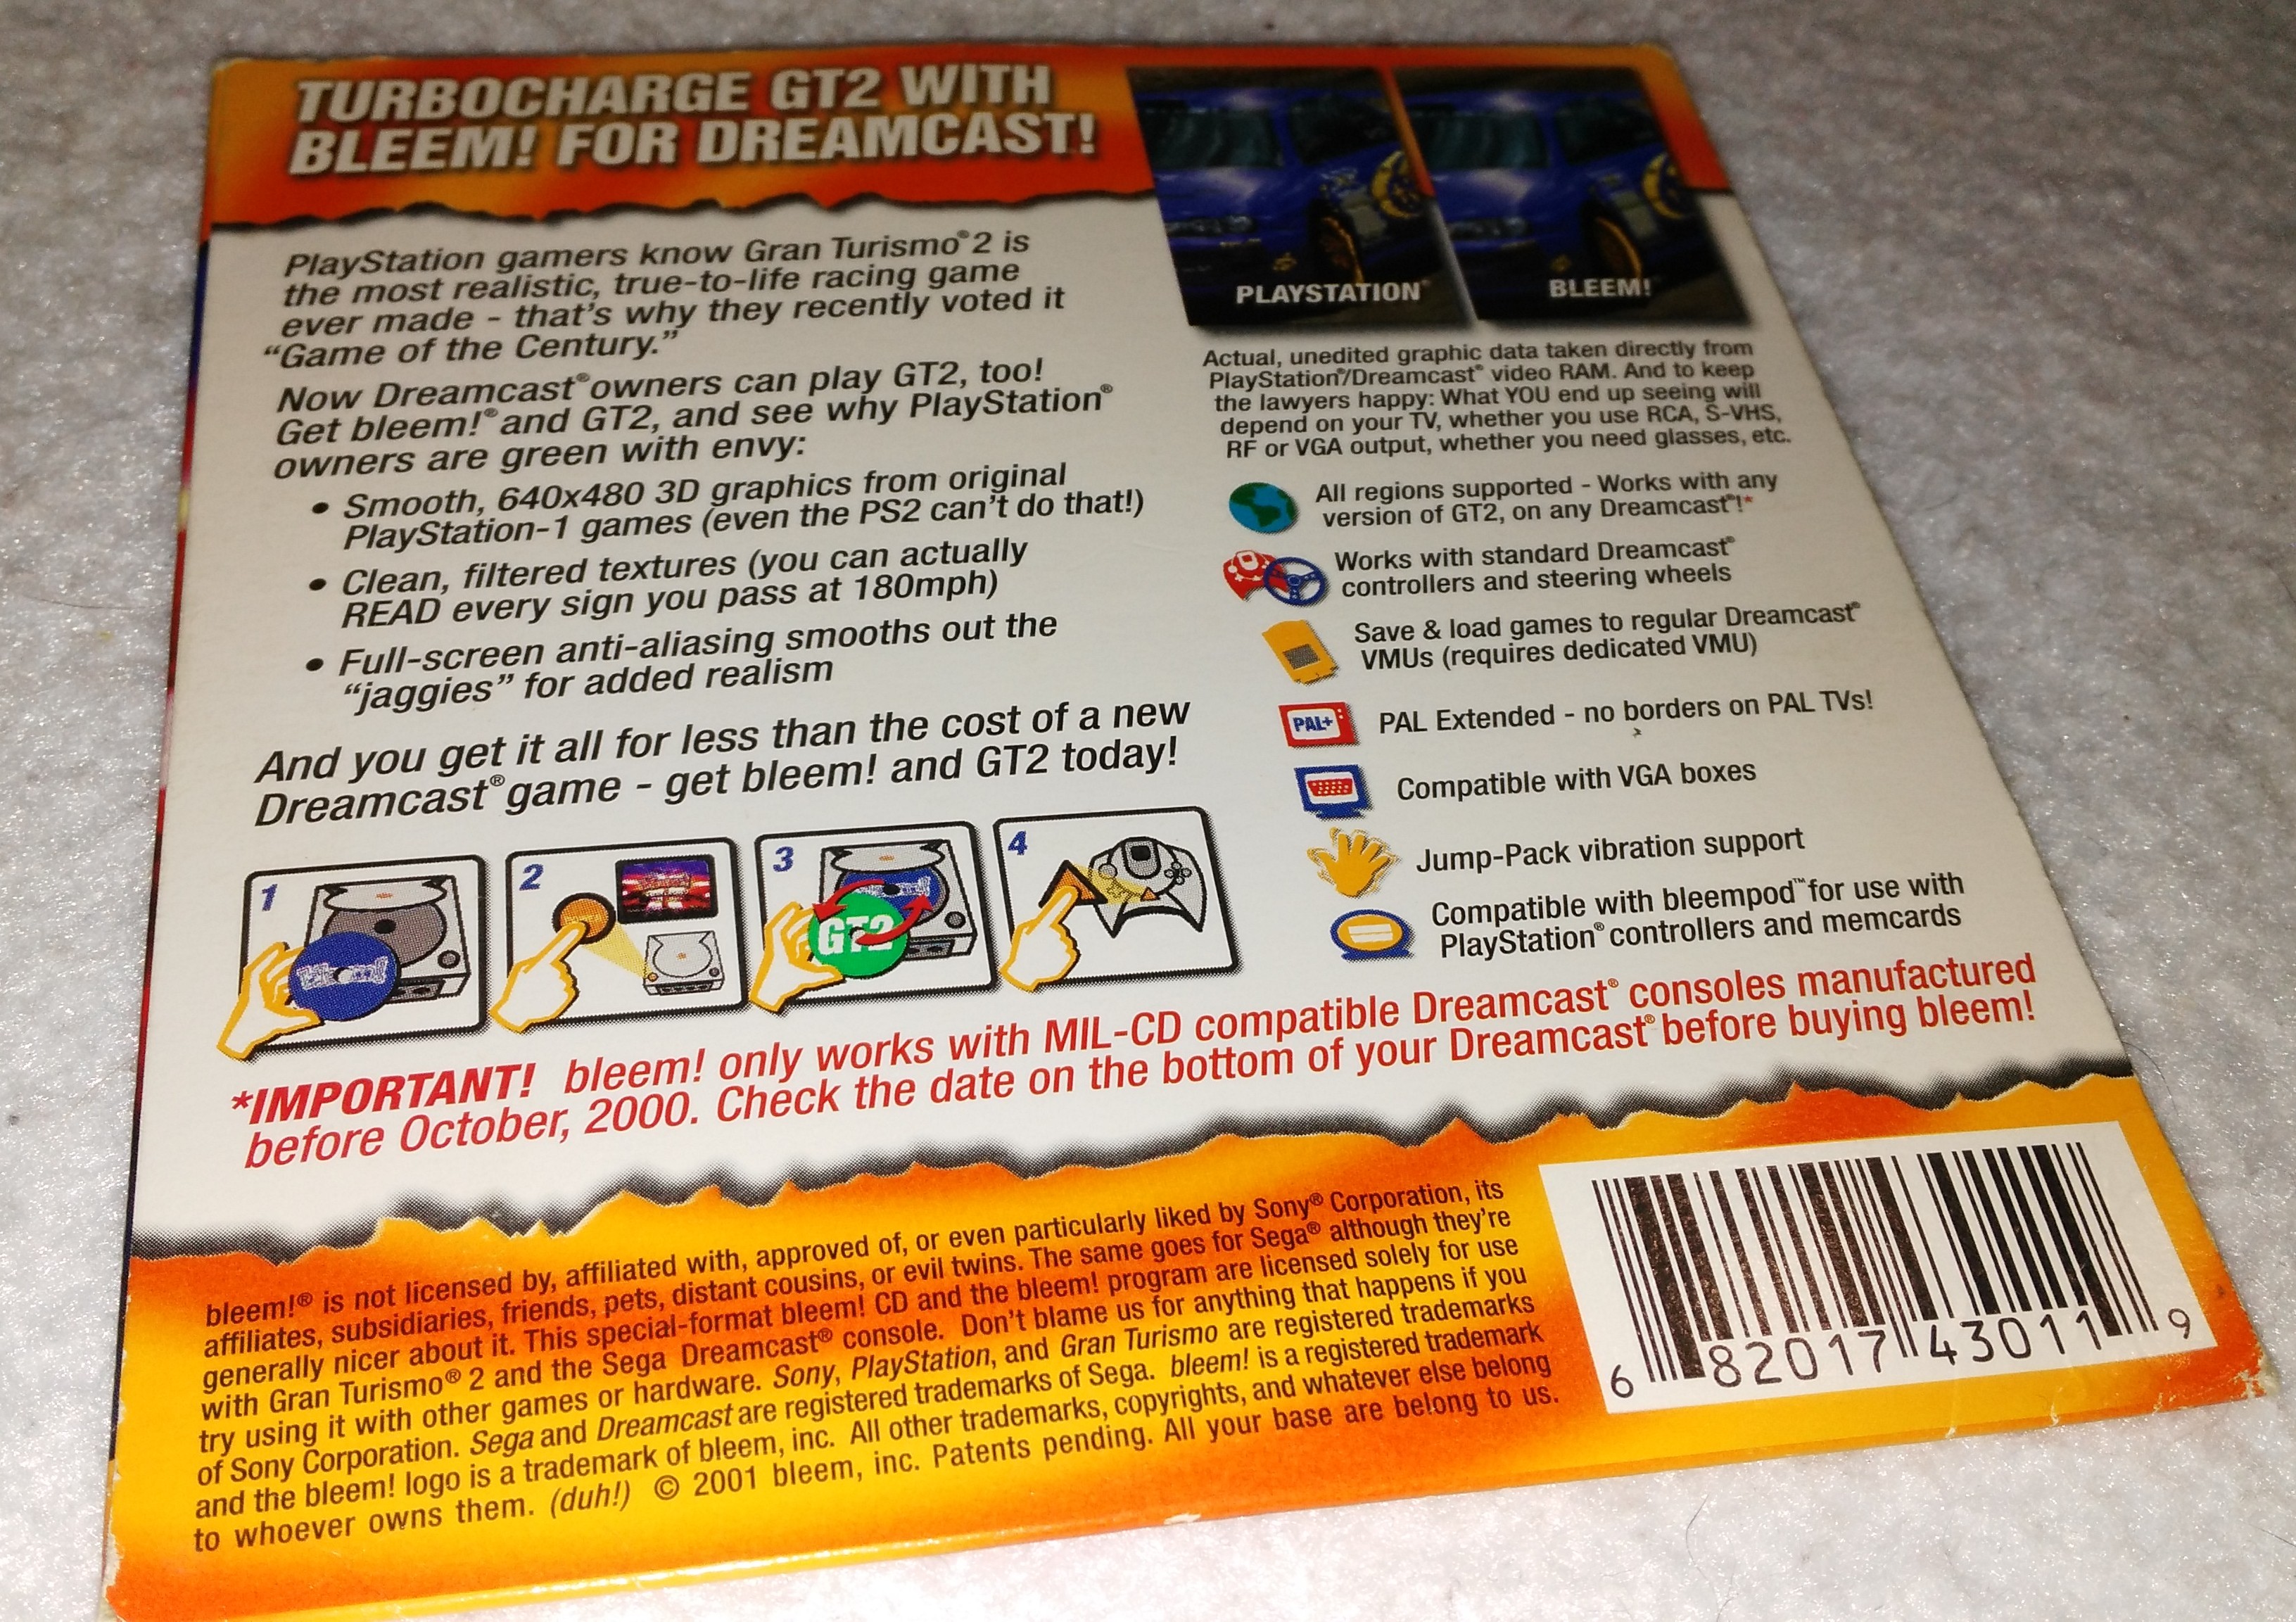 TURBOCHARGE GT2 WITH
BLEEM! FOR DREAMCAST!
PlayStation gamers know Gran Turismo® 2 is
the most realistic, true-to-life racing game
ever made - that's why they recently voted it
“Game of the Century.”
Now Dreamcast® owners can play GT2, too!
Get bleem!® and GT2, and see why PlayStation®
owners are green with envy:
• Smooth, 640x480 3D graphics from original
PlayStation-1 games (even the PS2 can't do that!)
• Clean, filtered textures (you can actually
READ every sign you pass at 180mph)
• Full-screen anti-aliasing smooths out the
“jaggies” for added realism
And you get it all for less than the cost of a new
Dreamcast® game - get bleem! and GT2 today!
1
bleem!
2
3
GT2
4
PLAYSTATION®
BLEEM!
Actual, unedited graphic data taken directly from
PlayStation®/Dreamcast® video RAM. And to keep
the lawyers happy: What YOU end up seeing will
depend on your TV, whether you use RCA, S-VHS,
RF or VGA output, whether you need glasses, etc.
All regions supported - Works with any
version of GT2, on any Dreamcast®!*
Works with standard Dreamcast®
controllers and steering wheels
Save & load games to regular Dreamcast®
VMUs (requires dedicated VMU)
PAL+
PAL Extended - no borders on PAL TVs!
Compatible with VGA boxes
Jump-Pack vibration support
Compatible with bleempod™ for use with
PlayStation® controllers and memcards
*IMPORTANT! bleem! only works with MIL-CD compatible Dreamcast® consoles manufactured
before October, 2000. Check the date on the bottom of your Dreamcast® before buying bleem!
bleem!® is not licensed by, affiliated with, approved of, or even particularly liked by Sony® Corporation, its
affiliates, subsidiaries, friends, pets, distant cousins, or evil twins. The same goes for Sega® although they're
generally nicer about it. This special-format bleem! CD and the bleem! program are licensed solely for use
with Gran Turismo® 2 and the Sega Dreamcast® console. Don't blame us for anything that happens if you
try using it with other games or hardware. Sony, PlayStation, and Gran Turismo are registered trademarks
of Sony Corporation. Sega and Dreamcast are registered trademarks of Sega. bleem! is a registered trademark
and the bleem! logo is a trademark of bleem, inc. All other trademarks, copyrights, and whatever else belong
to whoever owns them. (duh!) © 2001 bleem, inc. Patents pending. All your base are belong to us.
6 82017 43011 9